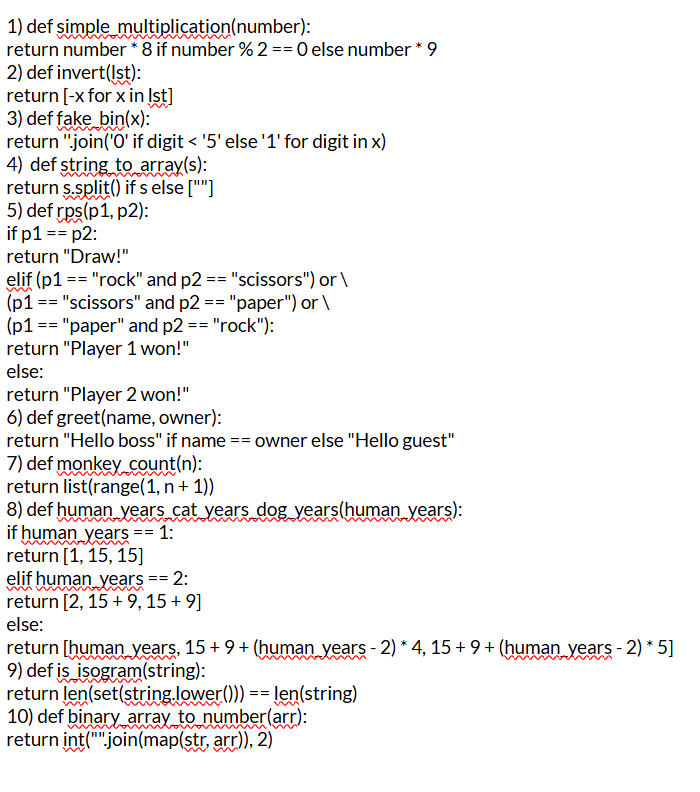 1) def simple_multiplication(number):
return number * 8 if number % 2 == 0 else number * 9
2) def invert(lst):
return [-x for x in lst]
3) def fake_bin(x):
return ''.join('0' if digit < '5' else '1' for digit in x)
4) def string_to_array(s):
return s.split() if s else [""]
5) def rps(p1, p2):
if p1 == p2:
return "Draw!"
elif (p1 == "rock" and p2 == "scissors") or \
(p1 == "scissors" and p2 == "paper") or \
(p1 == "paper" and p2 == "rock"):
return "Player 1 won!"
else:
return "Player 2 won!"
6) def greet(name, owner):
return "Hello boss" if name == owner else "Hello guest"
7) def monkey_count(n):
return list(range(1, n + 1))
8) def human_years_cat_years_dog_years(human_years):
if human_years == 1:
return [1, 15, 15]
elif human_years == 2:
return [2, 15 + 9, 15 + 9]
else:
return [human_years, 15 + 9 + (human_years - 2) * 4, 15 + 9 + (human_years - 2) * 5]
9) def is_isogram(string):
return len(set(string.lower())) == len(string)
10) def binary_array_to_number(arr):
return int("".join(map(str, arr)), 2)